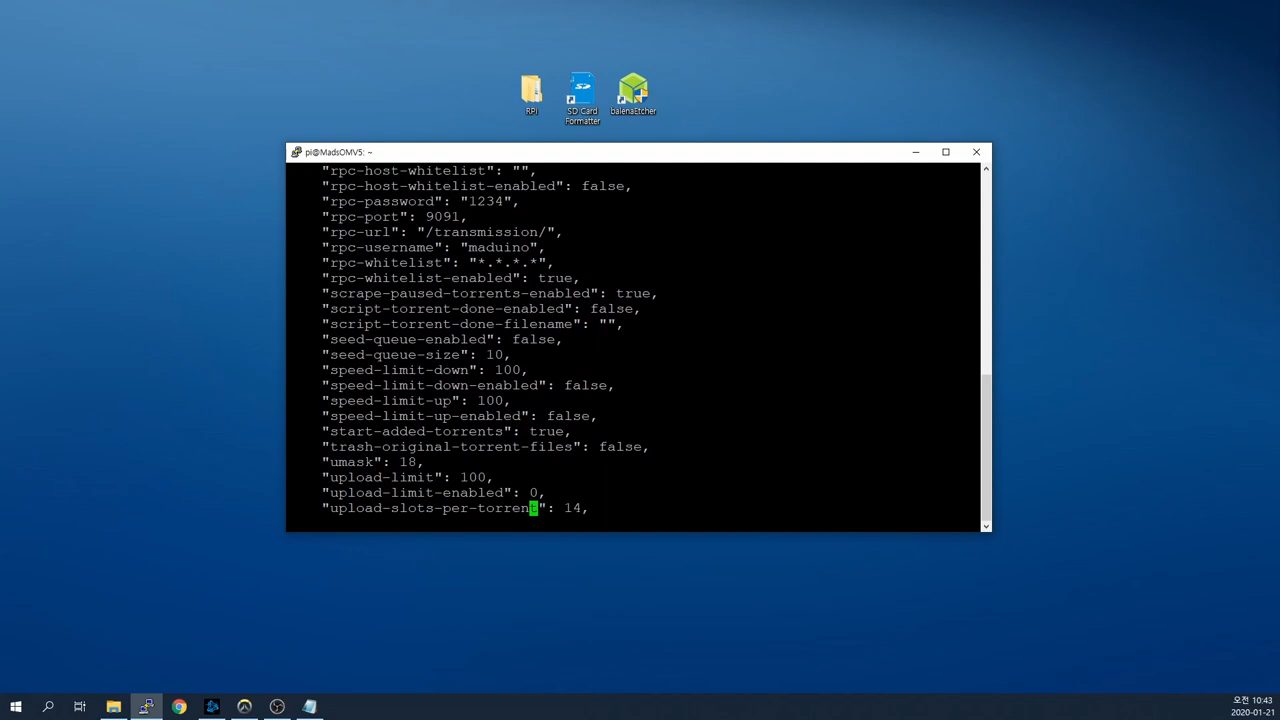 RPi
SD Card
Formatter
balenaEtcher
pi@MadsOMV5: ~
"rpc-host-whitelist": "",
"rpc-host-whitelist-enabled": false,
"rpc-password": "1234",
"rpc-port": 9091,
"rpc-url": "/transmission/",
"rpc-username": "maduino",
"rpc-whitelist": "*.*.*.*",
"rpc-whitelist-enabled": true,
"scrape-paused-torrents-enabled": true,
"script-torrent-done-enabled": false,
"script-torrent-done-filename": "",
"seed-queue-enabled": false,
"seed-queue-size": 10,
"speed-limit-down": 100,
"speed-limit-down-enabled": false,
"speed-limit-up": 100,
"speed-limit-up-enabled": false,
"start-added-torrents": true,
"trash-original-torrent-files": false,
"umask": 18,
"upload-limit": 100,
"upload-limit-enabled": 0,
"upload-slots-per-torrent": 14,
오전 10:43
2020-01-21